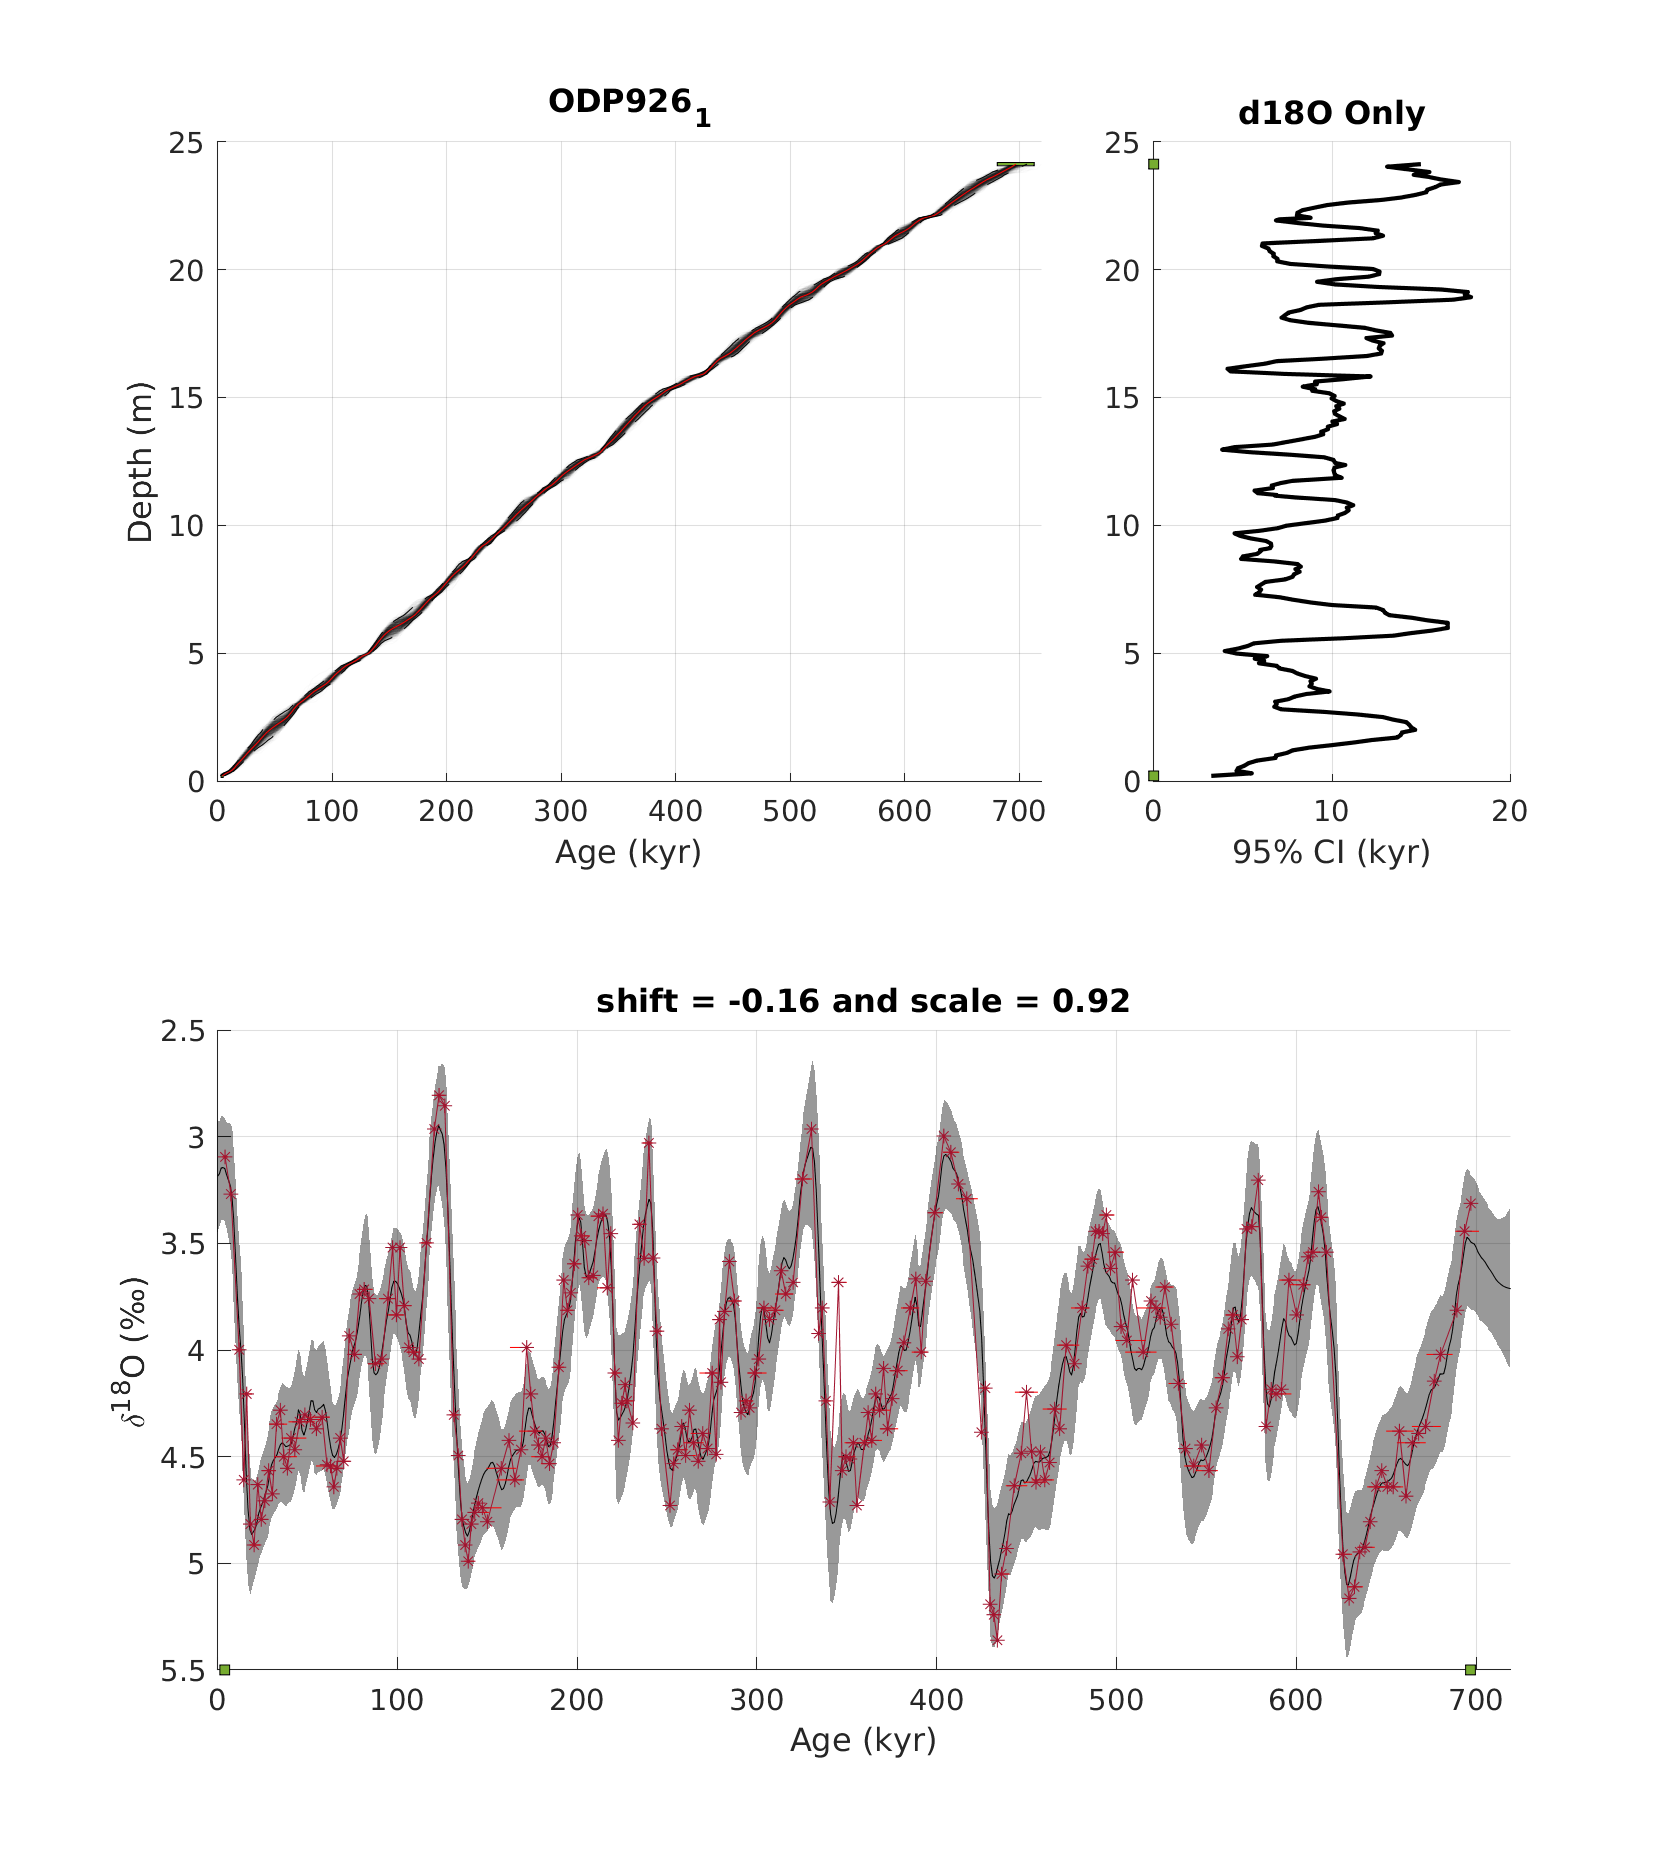 ODP926₁
25
20
15
10
5
0
Depth (m)
0 100 200 300 400 500 600 700
Age (kyr)
d18O Only
25
20
15
10
5
0
0 10 20
95% CI (kyr)
shift = -0.16 and scale = 0.92
2.5
3
3.5
4
4.5
5
5.5
δ¹⁸O (‰)
0 100 200 300 400 500 600 700
Age (kyr)